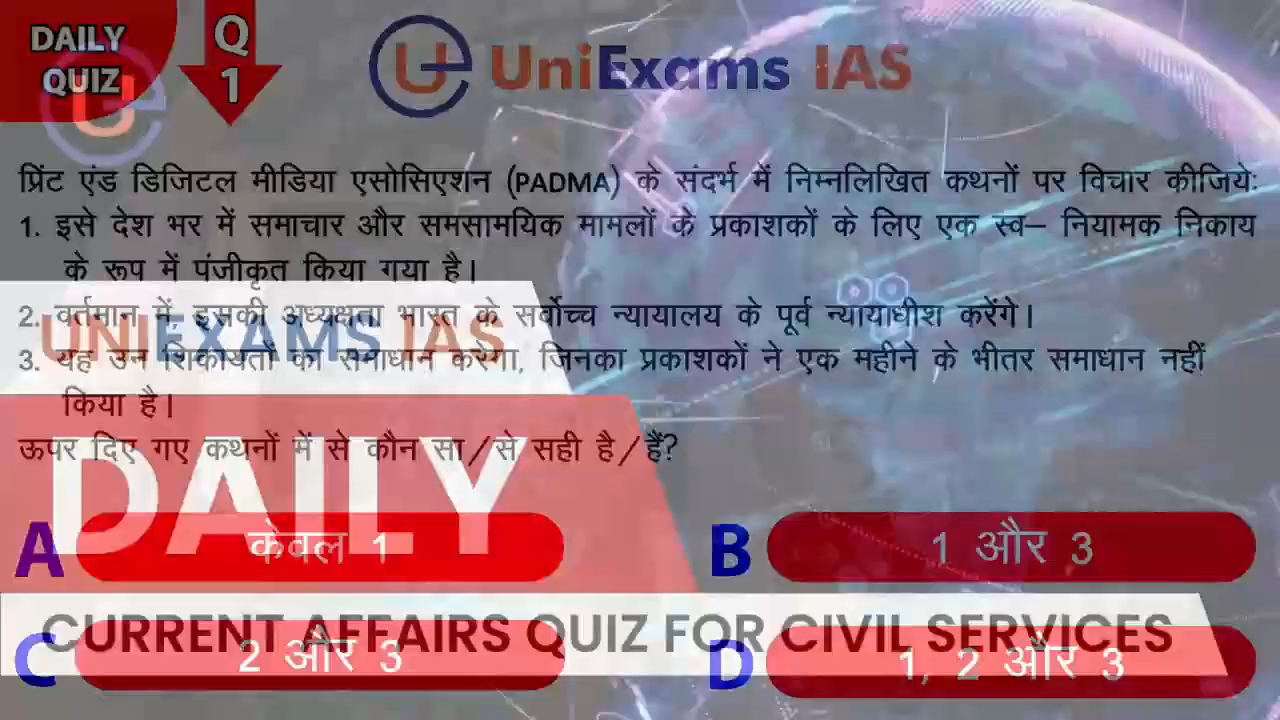 DAILY
QUIZ
Q
1
UniExams IAS
प्रिंट एंड डिजिटल मीडिया एसोसिएशन (PADMA) के संदर्भ में निम्नलिखित कथनों पर विचार कीजिये:
1. इसे देश भर में समाचार और समसामयिक मामलों के प्रकाशकों के लिए एक स्व– नियामक निकाय
के रूप में पंजीकृत किया गया है।
2. वर्तमान में इसकी अध्यक्षता भारत के सर्वोच्च न्यायालय के पूर्व न्यायाधीश करेंगे।
UNIEXAMS IAS
3. यह उन शिकायतों का समाधान करेगा, जिनका प्रकाशकों ने एक महीने के भीतर समाधान नहीं
किया है।
ऊपर दिए गए कथनों में से कौन सा/से सही है/हैं?
DAILY
A केवल 1
B 1 और 3
CURRENT AFFAIRS QUIZ FOR CIVIL SERVICES
C 2 और 3
D 1, 2 और 3